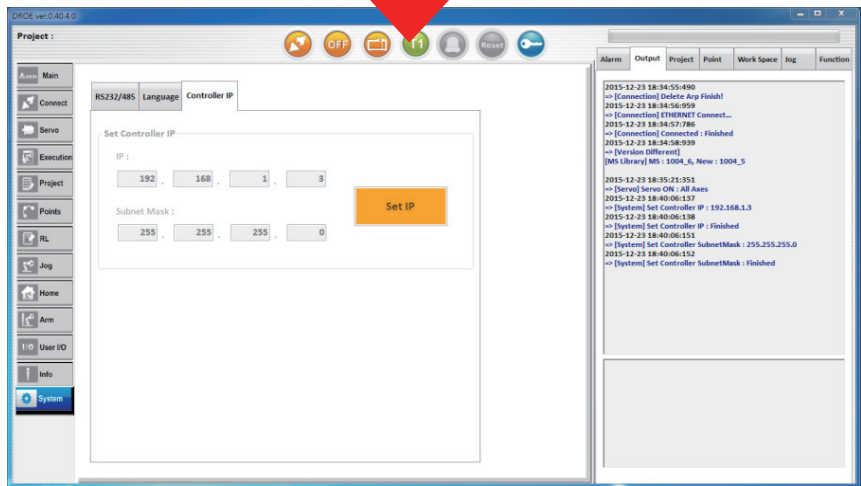 DROE ver.0.40.4.0
Project :
OFF
T1
Reset
Alarm Output Project Point Work Space Jog Function
Main
Connect
Servo
Execution
Project
Points
RL
Jog
Home
Arm
I/O User I/O
Info
System
RS232/485 Language Controller IP
Set Controller IP
IP :
192 . 168 . 1 . 3
Subnet Mask :
255 . 255 . 255 . 0
Set IP
2015-12-23 18:34:55:490
=> [Connection] Delete Arp Finish!
2015-12-23 18:34:56:959
=> [Connection] ETHERNET Connect...
2015-12-23 18:34:57:786
=> [Connection] Connected : Finished
2015-12-23 18:34:58:939
=> [Version Different]
[MS Library] MS : 1004_6, New : 1004_5
2015-12-23 18:35:21:351
=> [Servo] Servo ON : All Axes
2015-12-23 18:40:06:137
=> [System] Set Controller IP : 192.168.1.3
2015-12-23 18:40:06:138
=> [System] Set Controller IP : Finished
2015-12-23 18:40:06:151
=> [System] Set Controller SubnetMask : 255.255.255.0
2015-12-23 18:40:06:152
=> [System] Set Controller SubnetMask : Finished